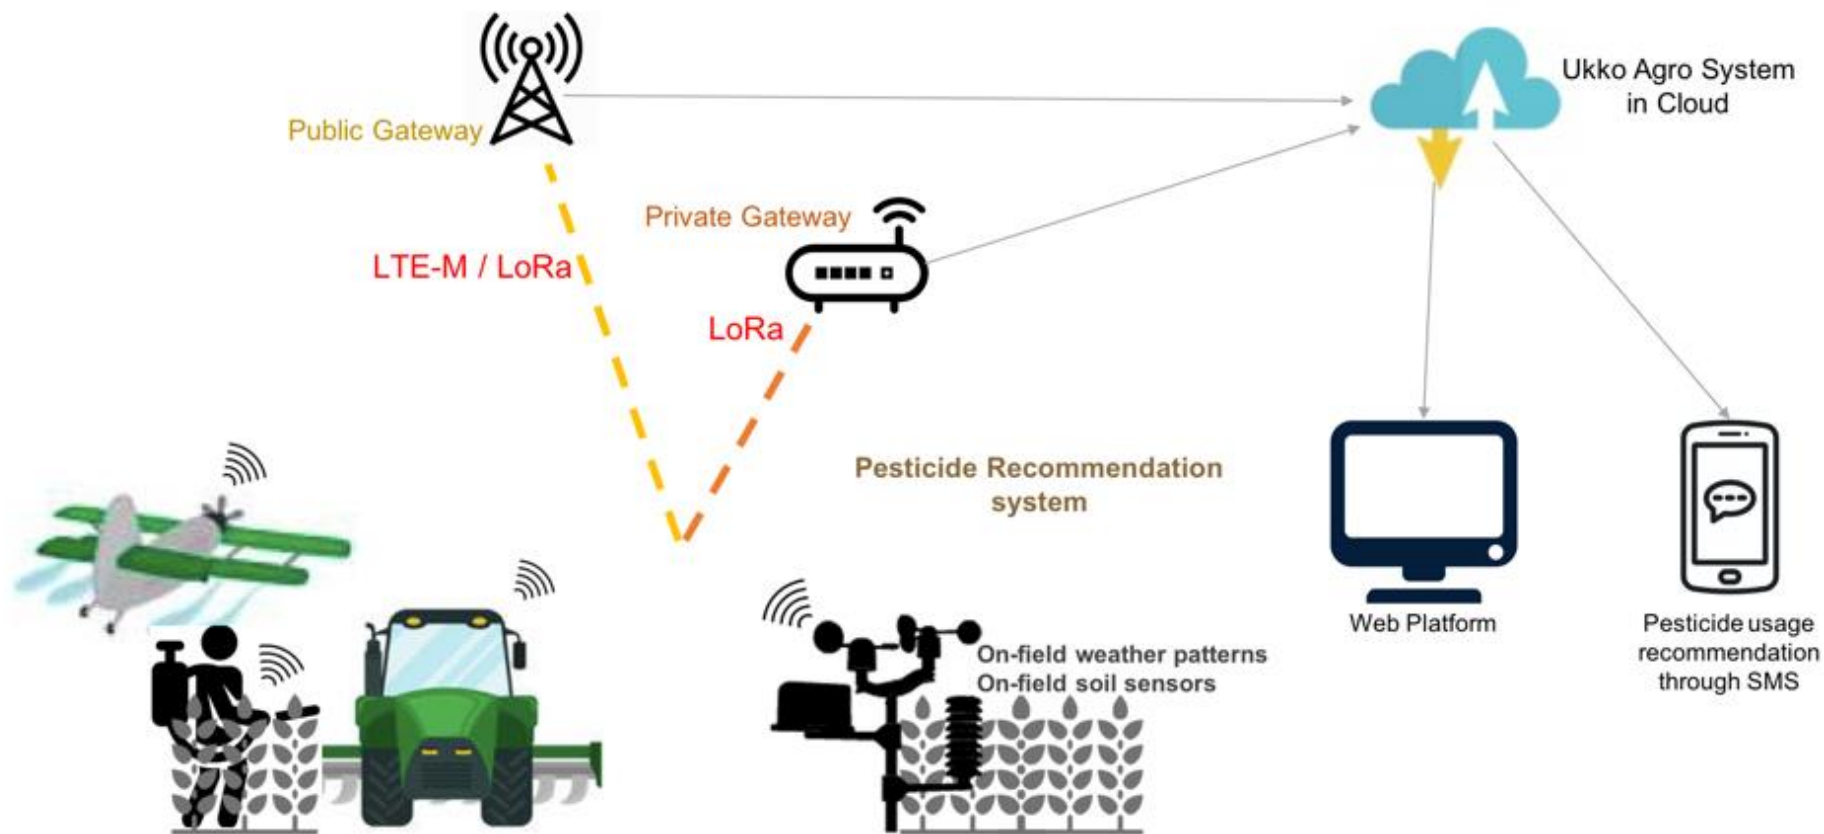 Ukko Agro System
in Cloud
Public Gateway
Private Gateway
LTE-M / LoRa
LoRa
Pesticide Recommendation
system
Web Platform
Pesticide usage
recommendation
through SMS
On-field weather patterns
On-field soil sensors